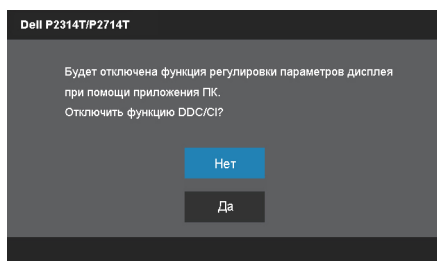 Dell P2314T/P2714T
Будет отключена функция регулировки параметров дисплея
при помощи приложения ПК.
Отключить функцию DDC/CI?
Нет
Да